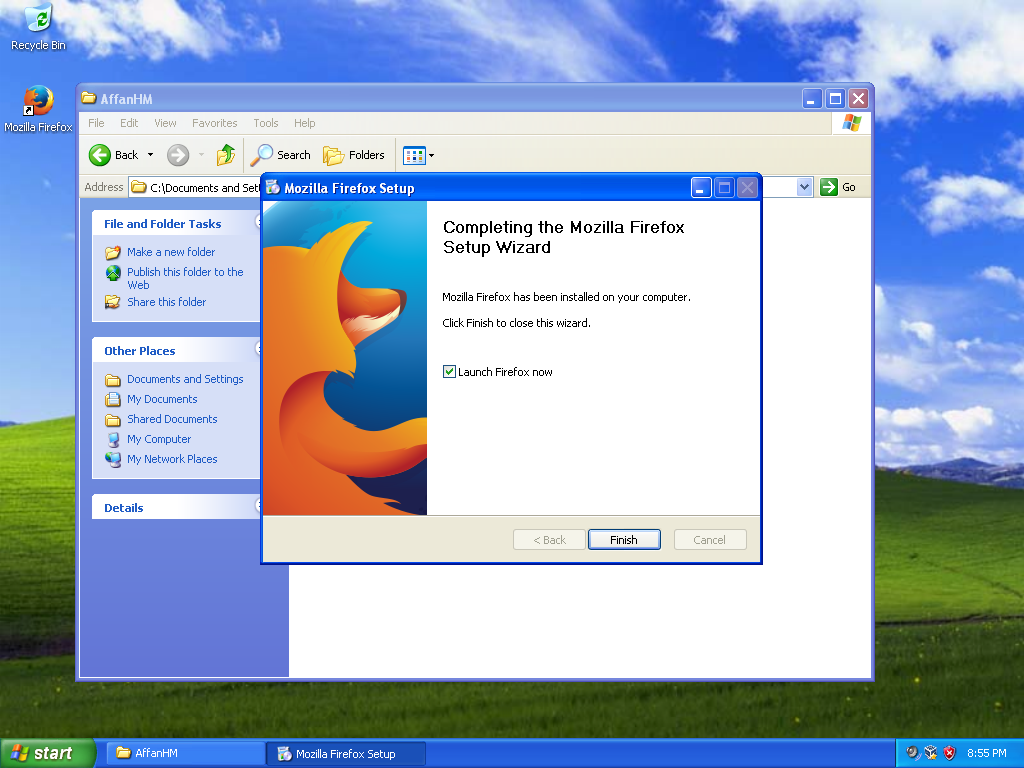 Recycle Bin
Mozilla Firefox
AffanHM
File Edit View Favorites Tools Help
Back Search Folders
Address C:\Documents and Set Go
Mozilla Firefox Setup
File and Folder Tasks
Make a new folder
Publish this folder to the
Web
Share this folder
Other Places
Documents and Settings
My Documents
Shared Documents
My Computer
My Network Places
Details
Completing the Mozilla Firefox
Setup Wizard
Mozilla Firefox has been installed on your computer.
Click Finish to close this wizard.
Launch Firefox now
< Back Finish Cancel
start AffanHM Mozilla Firefox Setup 8:55 PM